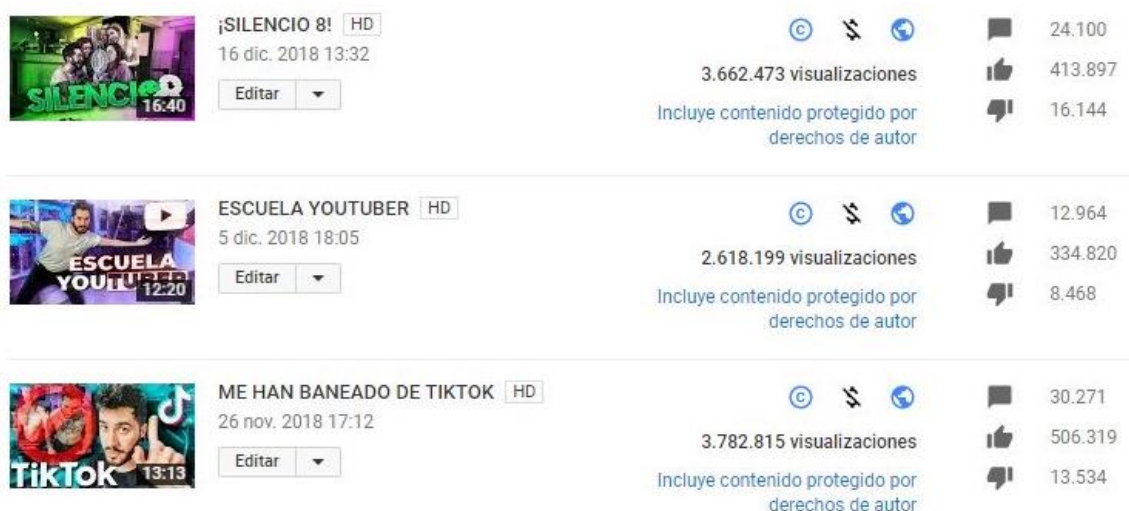 SILENCIO 8
16:40
¡SILENCIO 8! HD
16 dic. 2018 13:32
Editar
3.662.473 visualizaciones
Incluye contenido protegido por
derechos de autor
24.100
413.897
16.144
ESCUELA
YOUTUBER
12:20
ESCUELA YOUTUBER HD
5 dic. 2018 18:05
Editar
2.618.199 visualizaciones
Incluye contenido protegido por
derechos de autor
12.964
334.820
8.468
TikTok
13:13
ME HAN BANEADO DE TIKTOK HD
26 nov. 2018 17:12
Editar
3.782.815 visualizaciones
Incluye contenido protegido por
derechos de autor
30.271
506.319
13.534